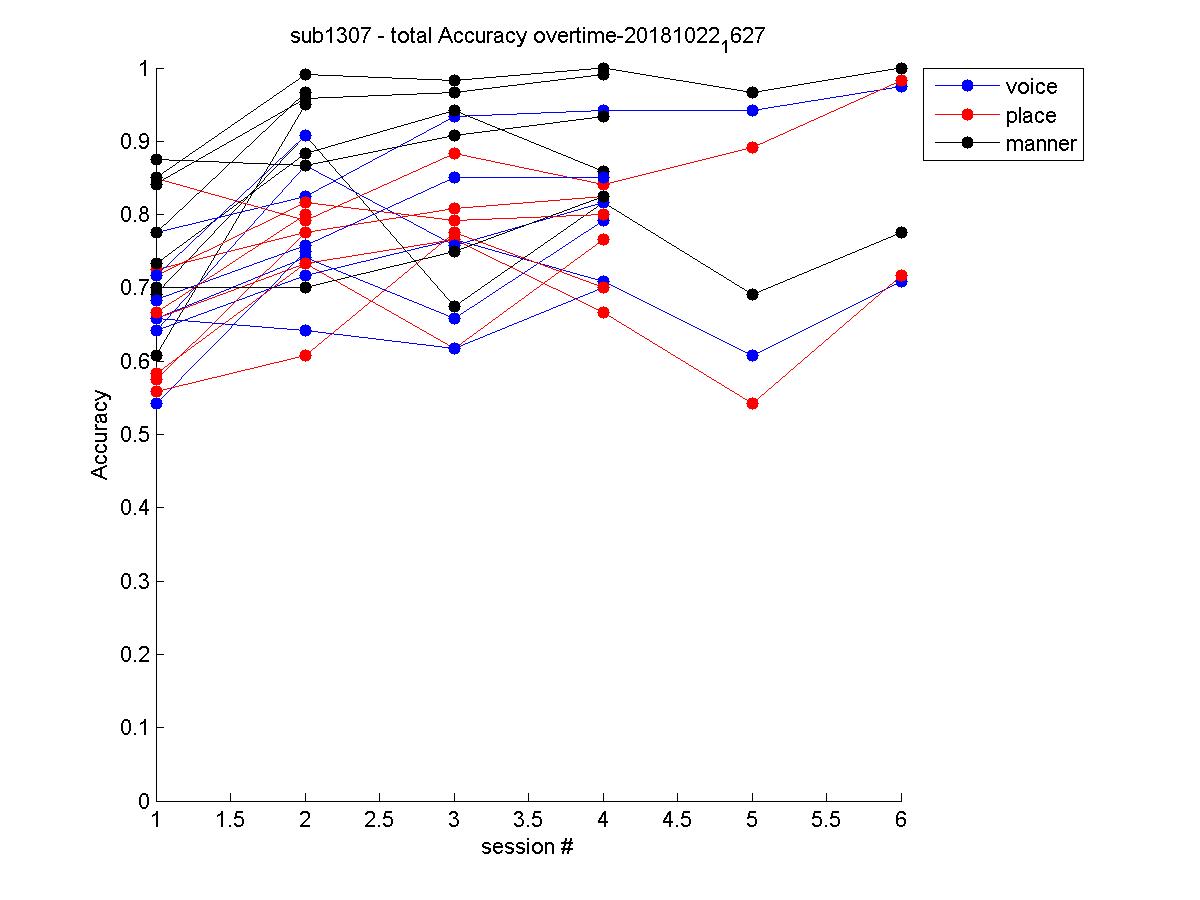 sub1307 - total Accuracy overtime-20181022₁627
voice
place
manner
1
0.9
0.8
0.7
0.6
0.5
0.4
0.3
0.2
0.1
0
Accuracy
1 1.5 2 2.5 3 3.5 4 4.5 5 5.5 6
session #